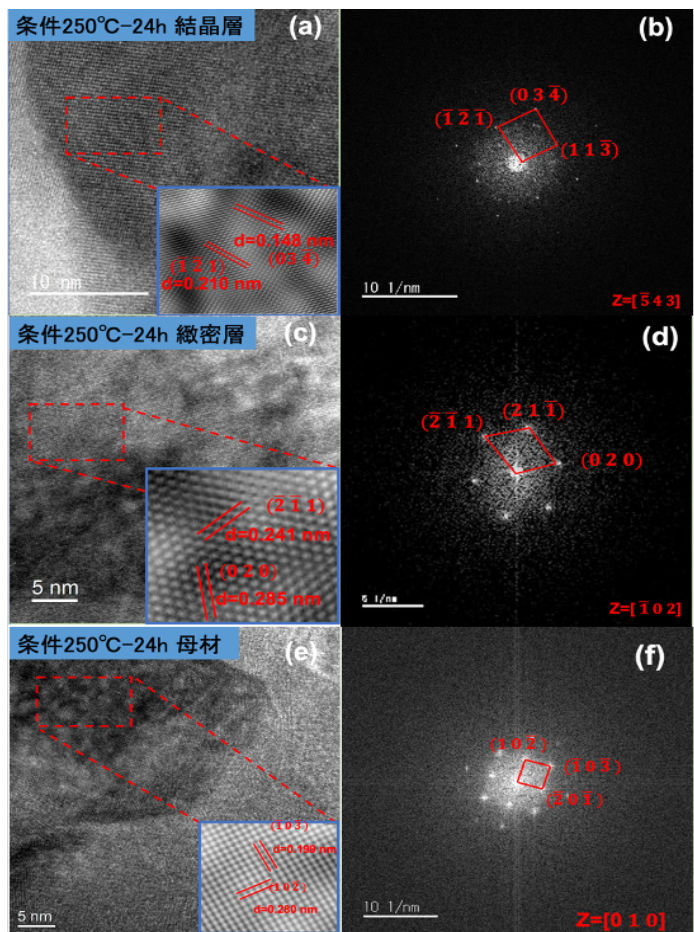 条件250℃-24h 結晶層
(a)
(1̅ 2̅ 1̅)
d=0.148 nm
(0 3 4̅)
d=0.210 nm
10 nm
(b)
(0 3 4̅)
(1̅ 2̅ 1̅)
(1 1 3̅)
10 1/nm
Z=[5̅ 4 3]
条件250℃-24h 緻密層
(c)
(2̅ 1̅ 1)
d=0.241 nm
(0 2 0)
d=0.285 nm
5 nm
(d)
(2̅ 1̅ 1)
(2 1 1̅)
(0 2 0)
5 1/nm
Z=[1̅ 0 2]
条件250℃-24h 母材
(e)
(1̅ 0 3̅)
d=0.199 nm
(1 0 2̅)
d=0.280 nm
5 nm
(f)
(1 0 2̅)
(1̅ 0 3̅)
(2̅ 0 1̅)
10 1/nm
Z=[0 1 0]